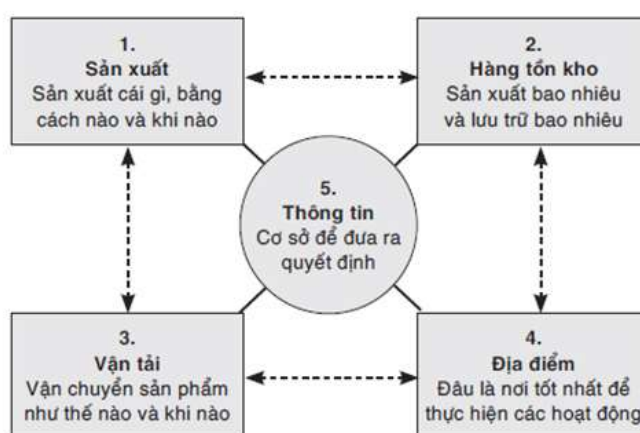 1.
Sản xuất
Sản xuất cái gì, bằng
cách nào và khi nào
2.
Hàng tồn kho
Sản xuất bao nhiêu
và lưu trữ bao nhiêu
5.
Thông tin
Cơ sở để đưa ra
quyết định
3.
Vận tải
Vận chuyển sản phẩm
như thế nào và khi nào
4.
Địa điểm
Đâu là nơi tốt nhất để
thực hiện các hoạt động